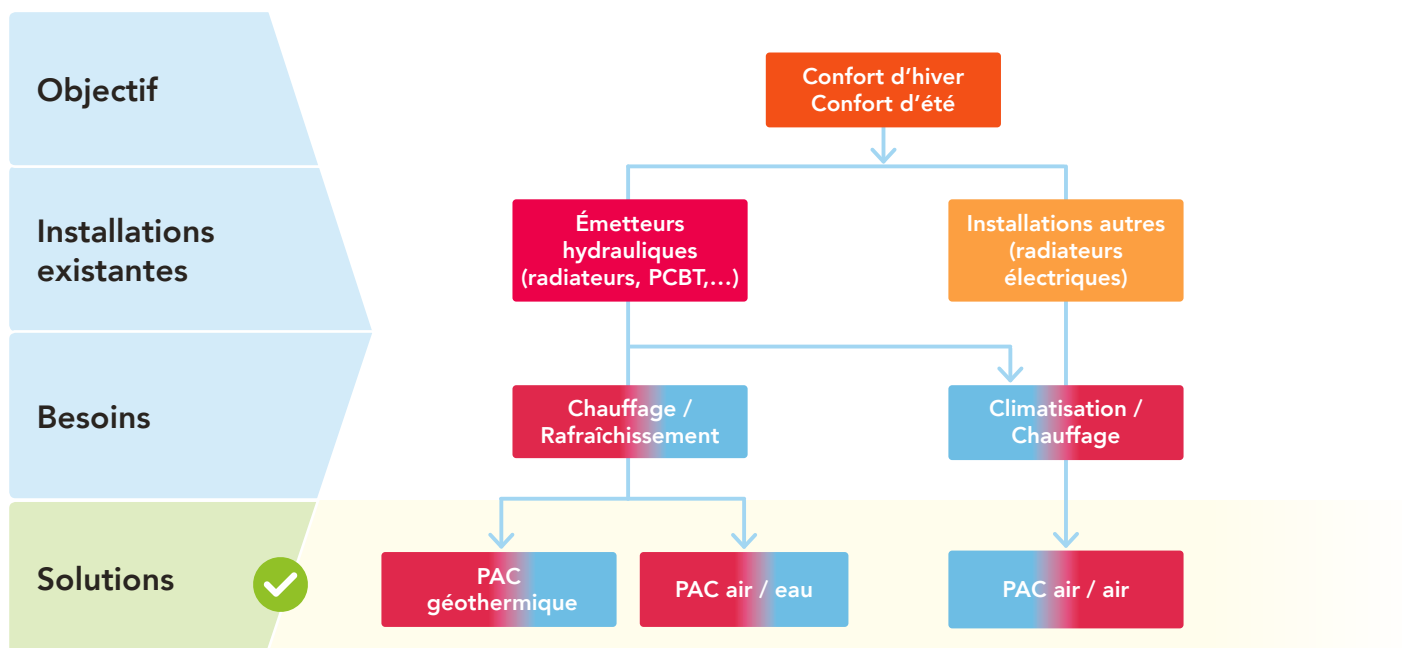 Objectif
Confort d’hiver
Confort d’été
Installations
existantes
Émetteurs
hydrauliques
(radiateurs, PCBT,…)
Installations autres
(radiateurs
électriques)
Besoins
Chauffage /
Rafraîchissement
Climatisation /
Chauffage
Solutions
PAC
géothermique
PAC air / eau
PAC air / air